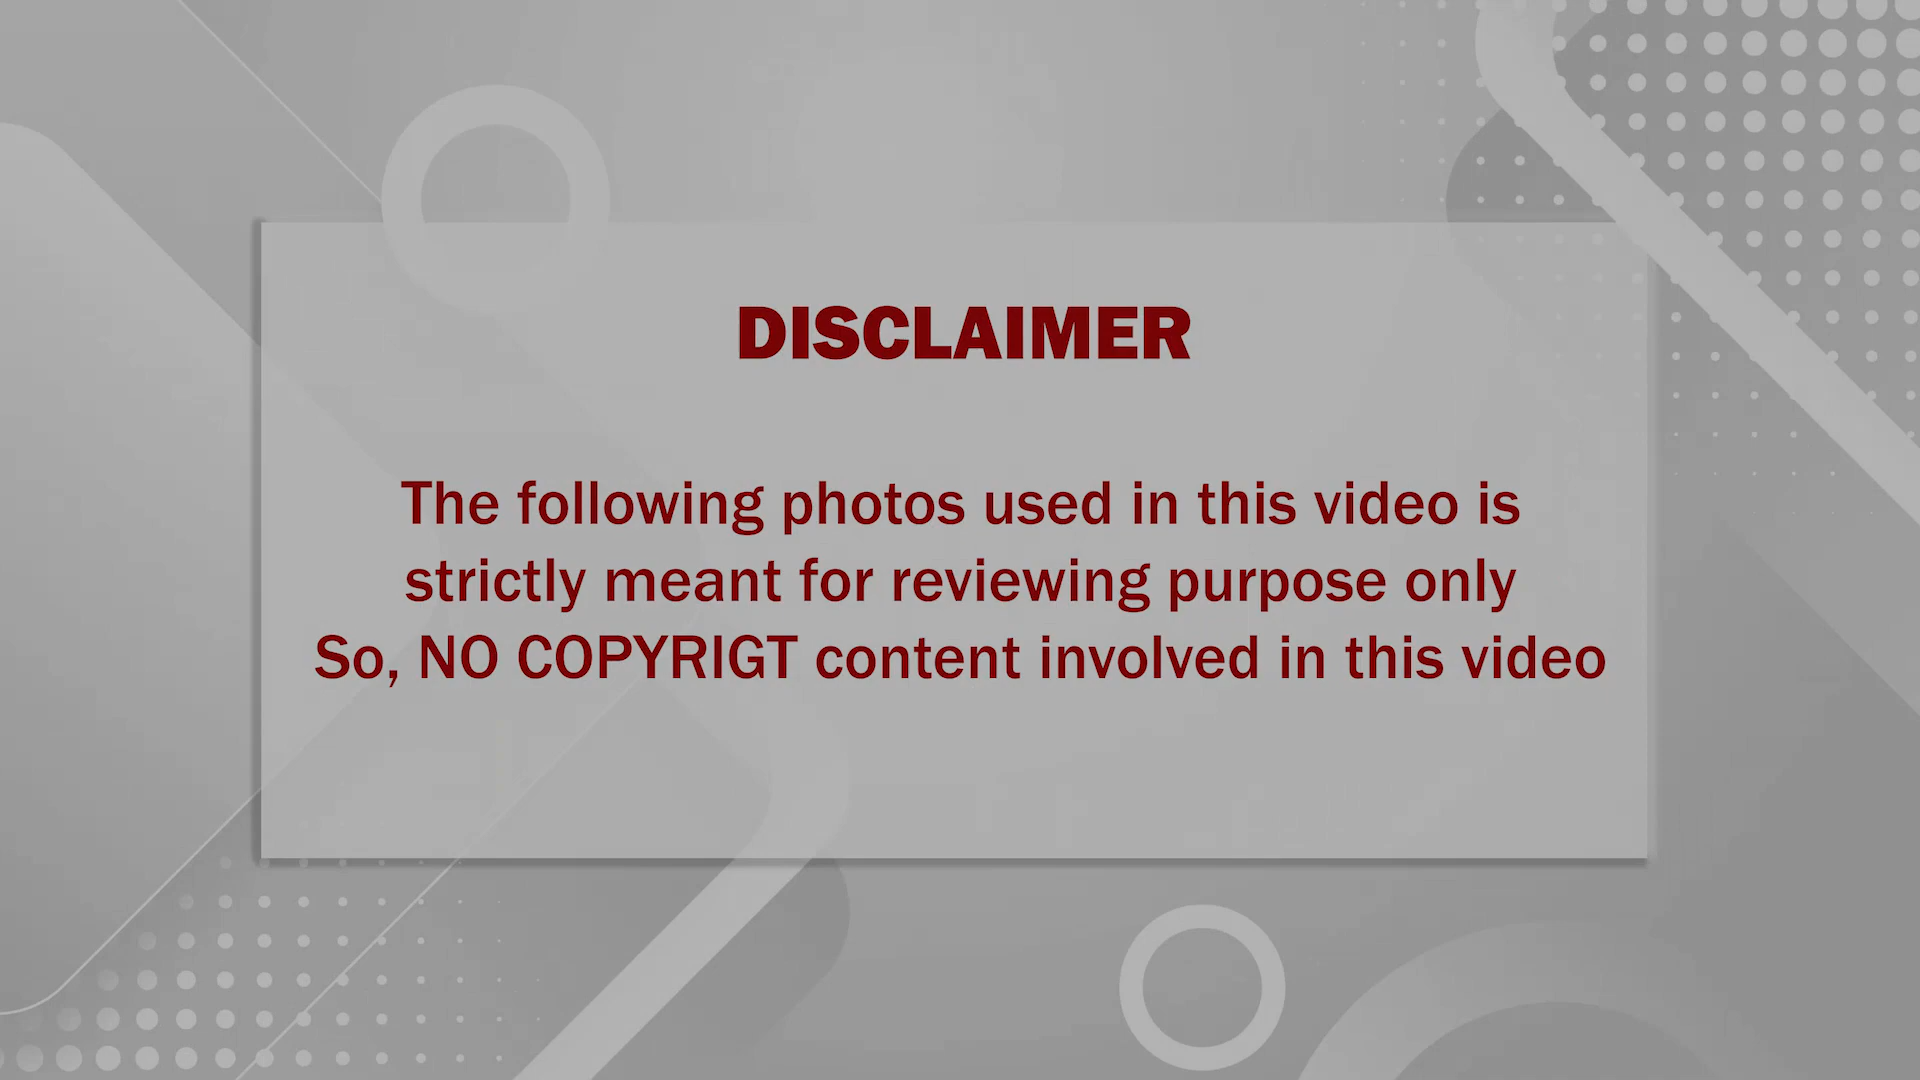 DISCLAIMER
The following photos used in this video is
strictly meant for reviewing purpose only
So, NO COPYRIGT content involved in this video